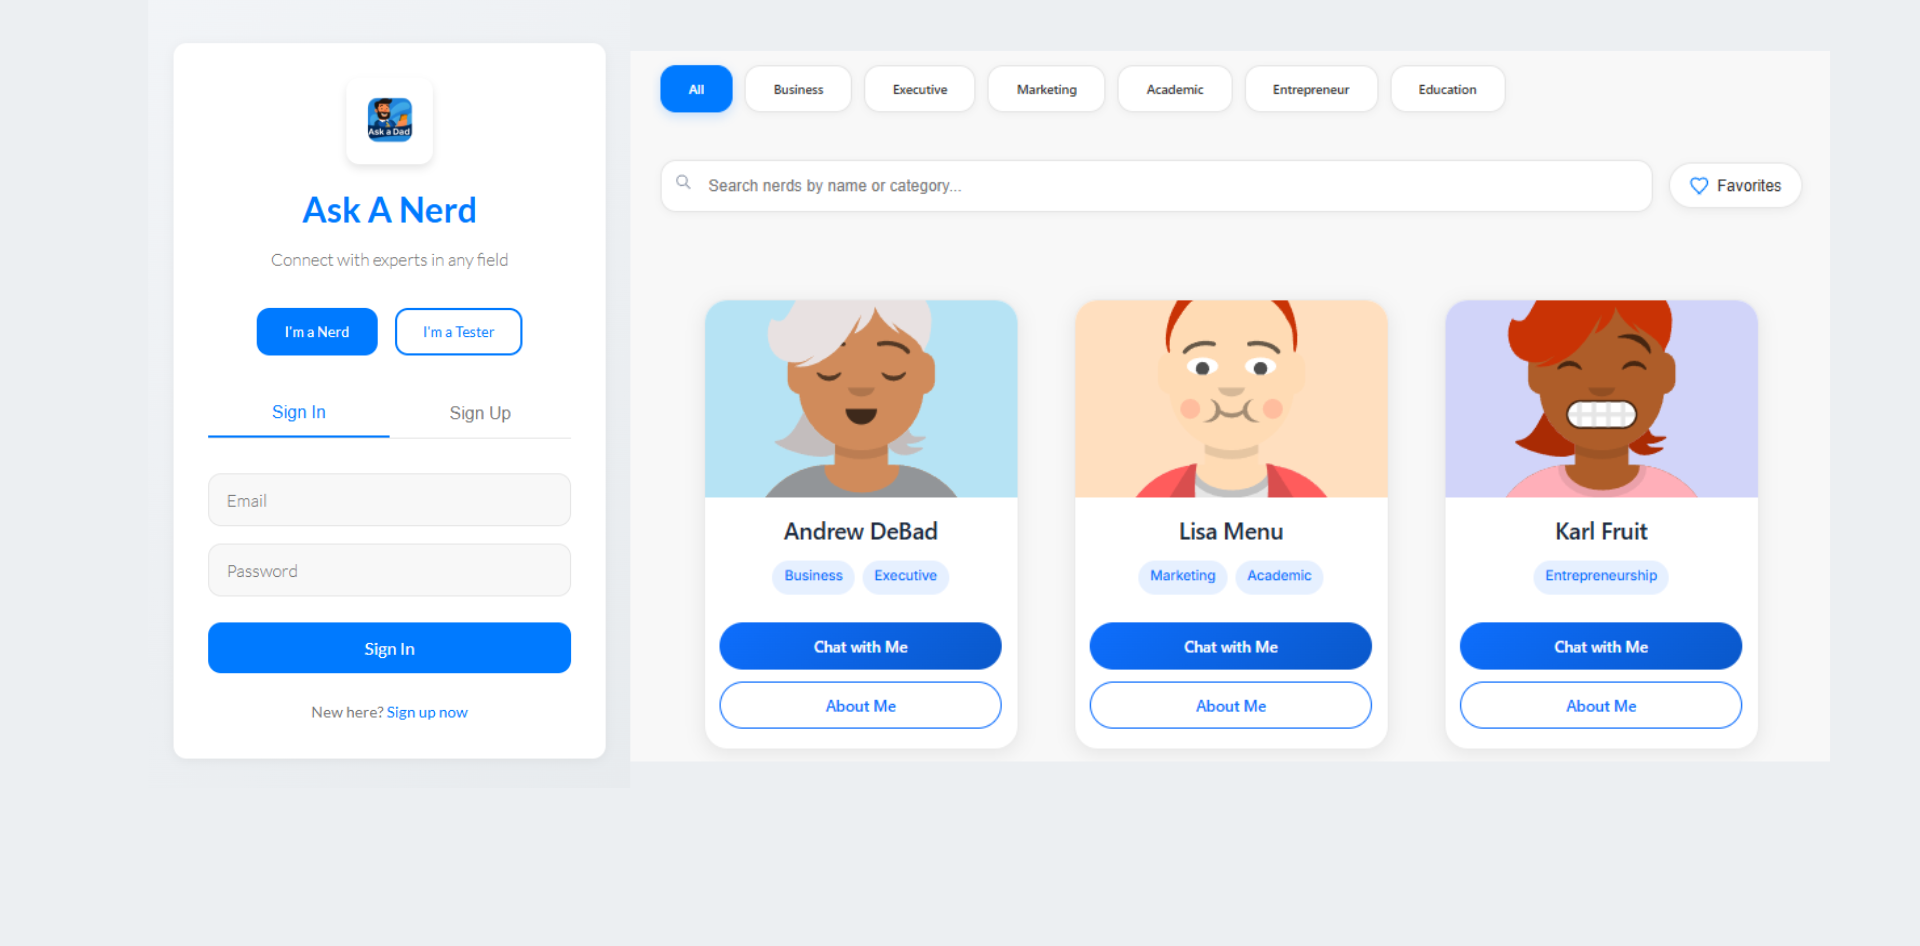 Ask a Dad
Ask A Nerd
Connect with experts in any field
I'm a Nerd
I'm a Tester
Sign In
Sign Up
Email
Password
Sign In
New here? Sign up now
All
Business
Executive
Marketing
Academic
Entrepreneur
Education
Search nerds by name or category...
Favorites
Andrew DeBad
Business
Executive
Chat with Me
About Me
Lisa Menu
Marketing
Academic
Chat with Me
About Me
Karl Fruit
Entrepreneurship
Chat with Me
About Me